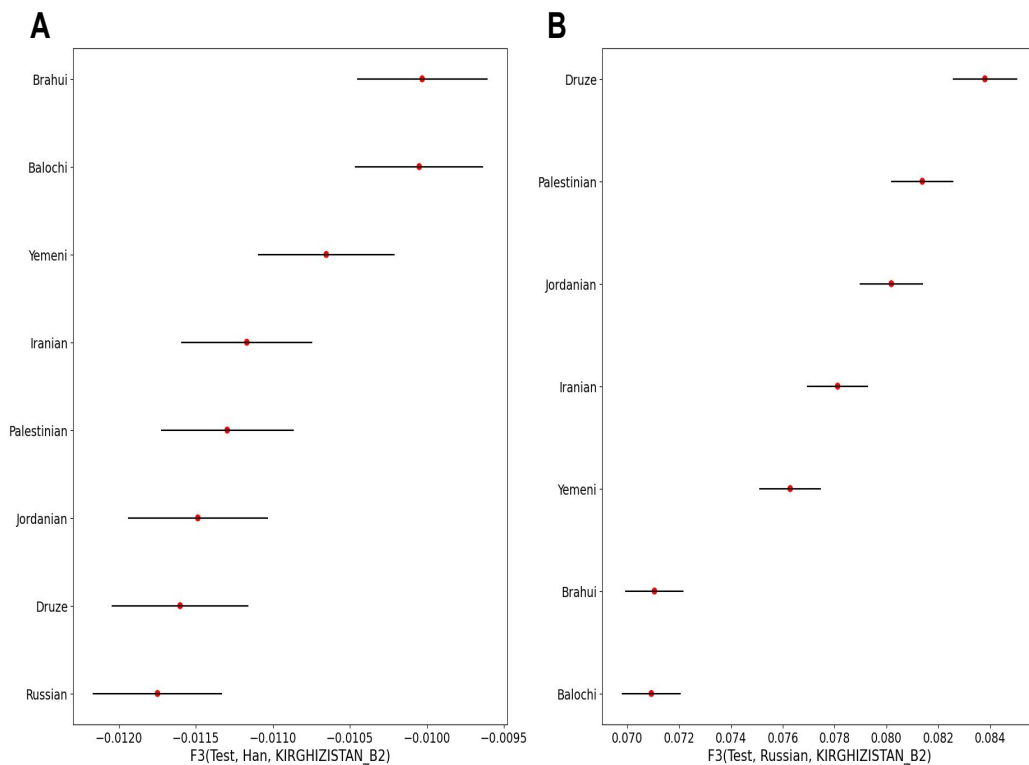 A
Brahui
Balochi
Yemeni
Iranian
Palestinian
Jordanian
Druze
Russian
−0.0120 −0.0115 −0.0110 −0.0105 −0.0100 −0.0095
F3(Test, Han, KIRGHIZISTAN_B2)
B
Druze
Palestinian
Jordanian
Iranian
Yemeni
Brahui
Balochi
0.070 0.072 0.074 0.076 0.078 0.080 0.082 0.084
F3(Test, Russian, KIRGHIZISTAN_B2)